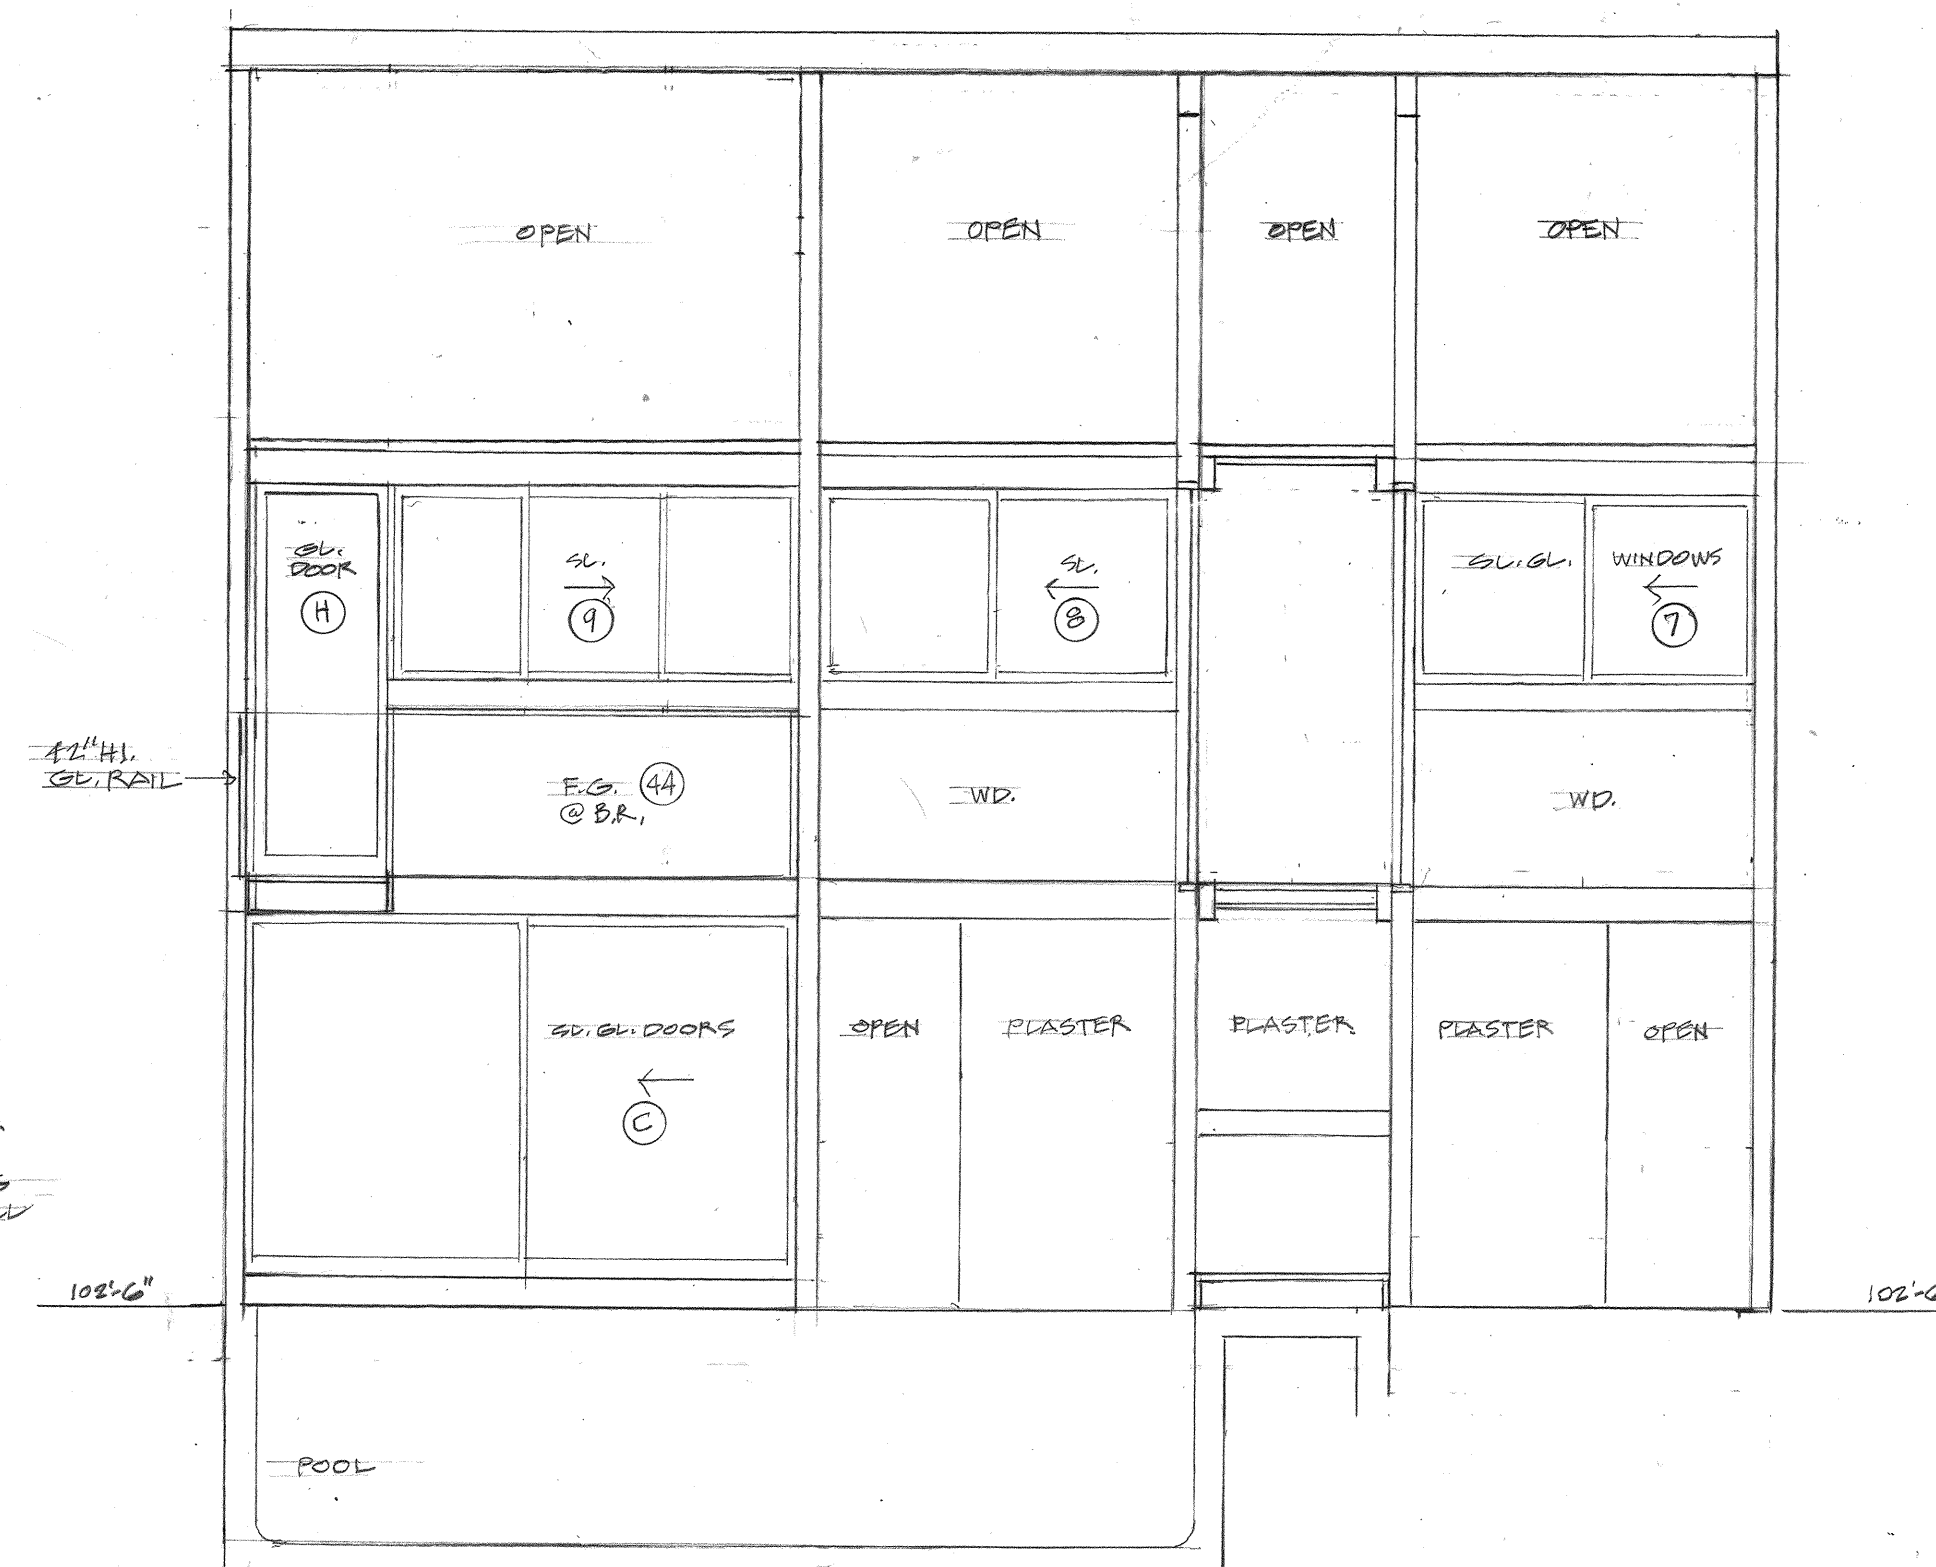 OPEN
OPEN
OPEN
OPEN
GL.
DOOR
H
SL.
9
SL.
8
SL. GL. WINDOWS
7
42" HI.
GL. RAIL
F.G. 44
@ B.R.
WD.
WD.
SL. GL. DOORS
C
OPEN
PLASTER
PLASTER
PLASTER
OPEN
102'-6"
102'-6
POOL